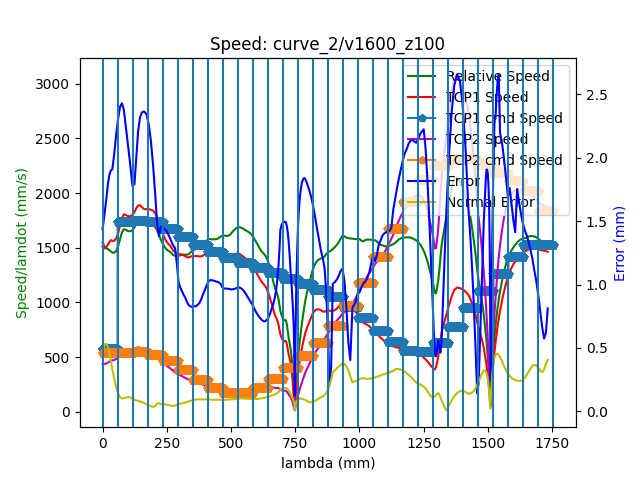 Speed: curve_2/v1600_z100
3000
2500
2000
1500
1000
500
0
Speed/lamdot (mm/s)
Relative Speed
TCP1 Speed
TCP1 cmd Speed
TCP2 Speed
TCP2 cmd Speed
Error
Normal Error
2.5
2.0
1.5
1.0
0.5
0.0
Error (mm)
0 250 500 750 1000 1250 1500 1750
lambda (mm)